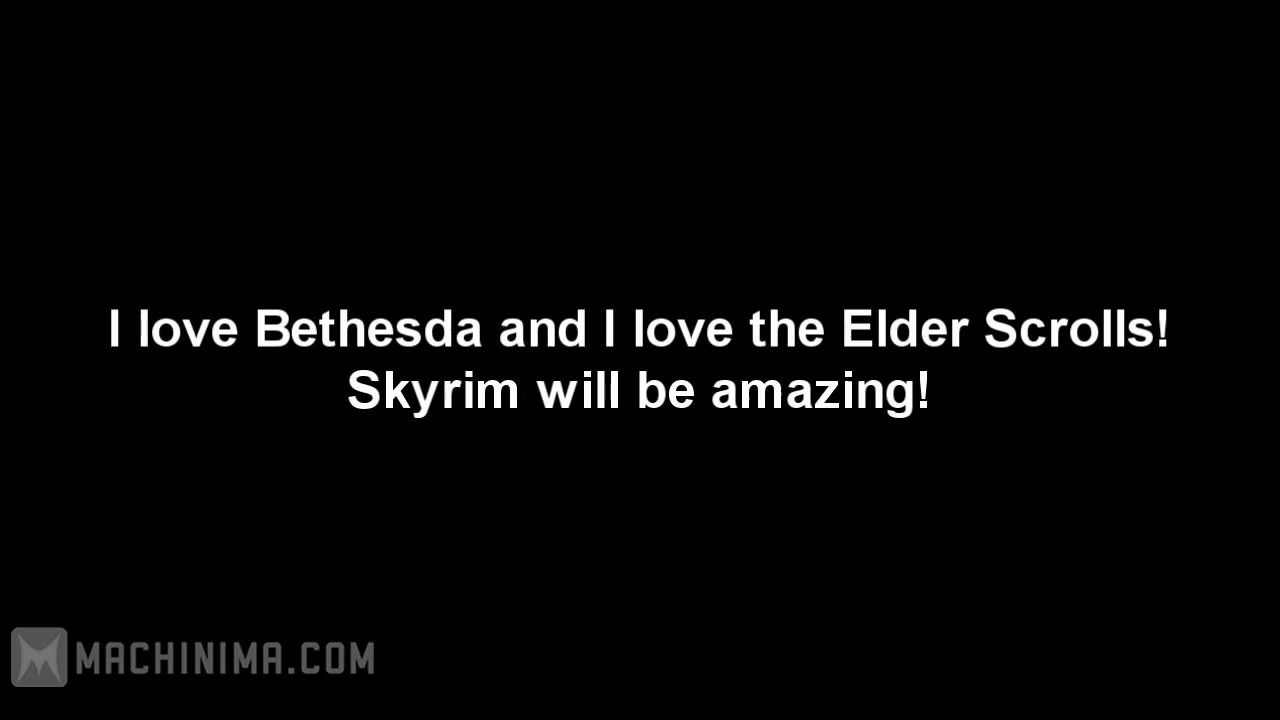 I love Bethesda and I love the Elder Scrolls!
Skyrim will be amazing!
MACHINIMA.COM